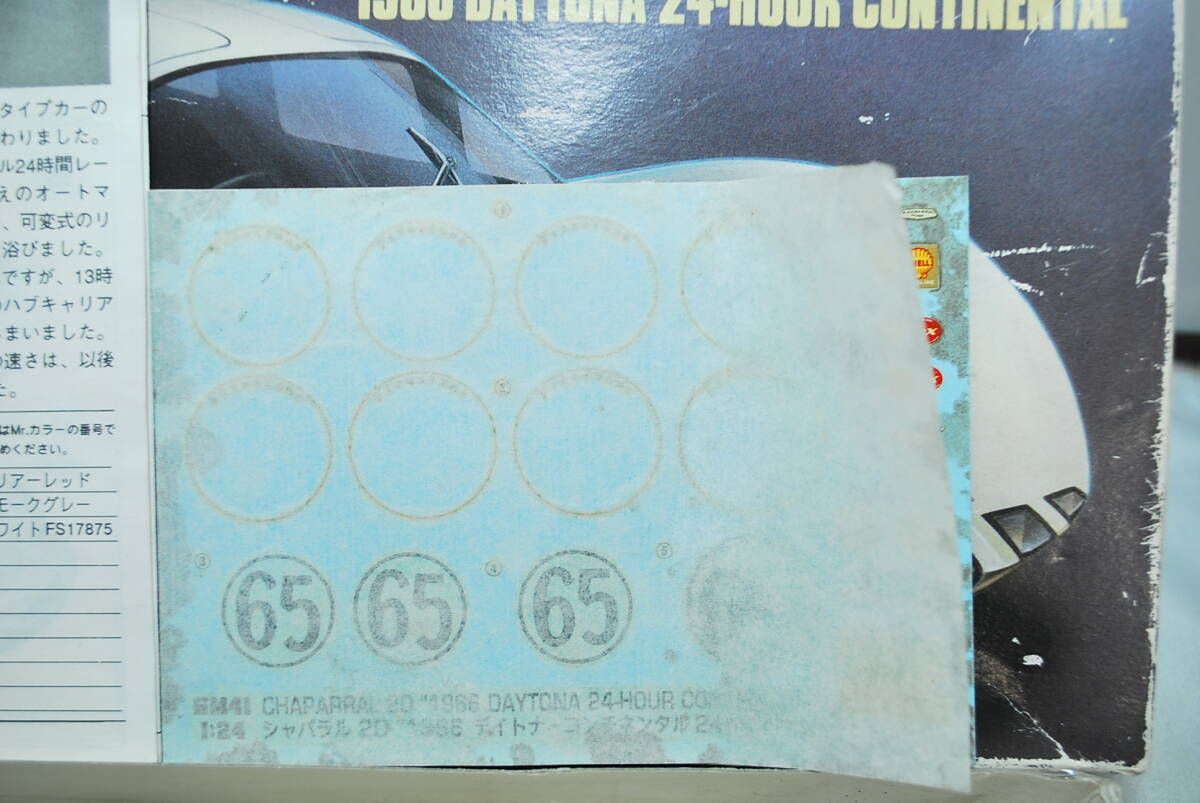 1966 DAYTONA 24-HOUR CONTINENTAL
タイプカーの
わりました。
ル24時間レー
えのオートマ
、可変式のリ
浴びました。
ですが、13時
ハブキャリア
まいました。
速さは、以後
た。
はMr.カラーの番号で
めください。
リアーレッド
モークグレー
ワイトFS17875
①
②
③
65
65
④
65
⑤
CHAPARRAL 2D "1966 DAYTONA 24-HOUR
1:24 シャパラル 2D "1966 デイトナ コンチネンタル 24